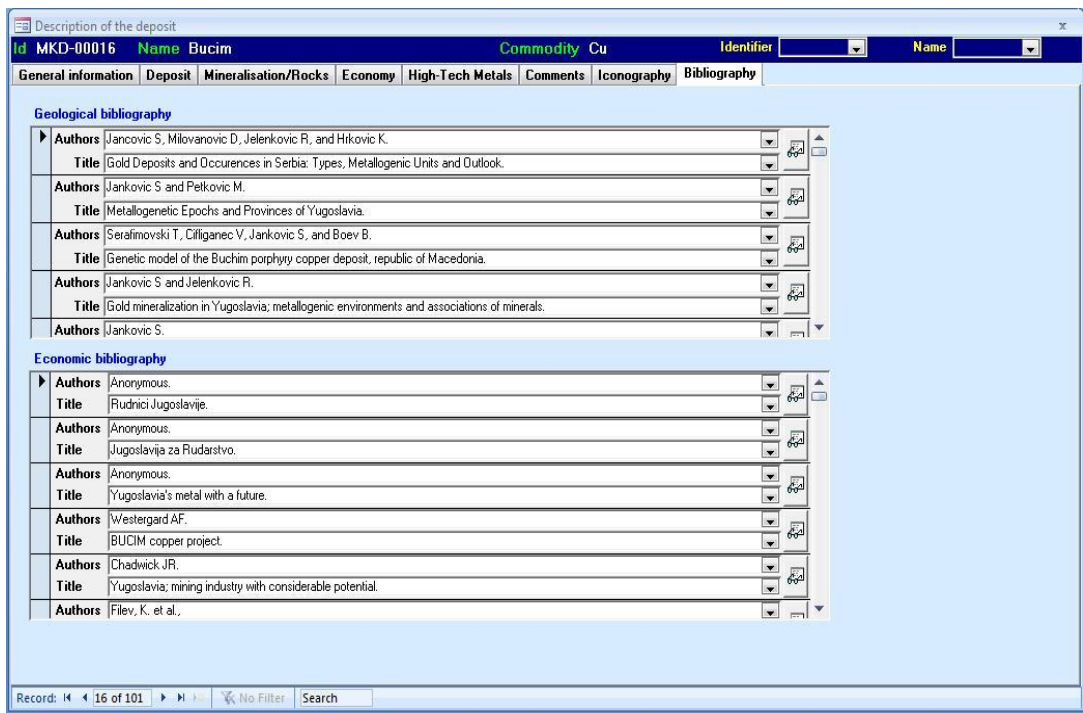 Description of the deposit x
Id MKD-00016 Name Bucim Commodity Cu Identifier Name
General information Deposit Mineralisation/Rocks Economy High-Tech Metals Comments Iconography Bibliography
Geological bibliography
Authors Jancovic S, Milovanovic D, Jelenkovic R, and Hrkovic K.
Title Gold Deposits and Occurences in Serbia: Types, Metallogenic Units and Outlook.
Authors Jankovic S and Petkovic M.
Title Metallogenetic Epochs and Provinces of Yugoslavia.
Authors Serafimovski T, Cifliganec V, Jankovic S, and Boev B.
Title Genetic model of the Buchim porphyry copper deposit, republic of Macedonia.
Authors Jankovic S and Jelenkovic R.
Title Gold mineralization in Yugoslavia; metallogenic environments and associations of minerals.
Authors Jankovic S.
Economic bibliography
Authors Anonymous.
Title Rudnici Jugoslavije.
Authors Anonymous.
Title Jugoslavija za Rudarstvo.
Authors Anonymous.
Title Yugoslavia's metal with a future.
Authors Westergard AF.
Title BUCIM copper project.
Authors Chadwick JR.
Title Yugoslavia; mining industry with considerable potential.
Authors Filev, K. et al.,
Record: 16 of 101 No Filter Search